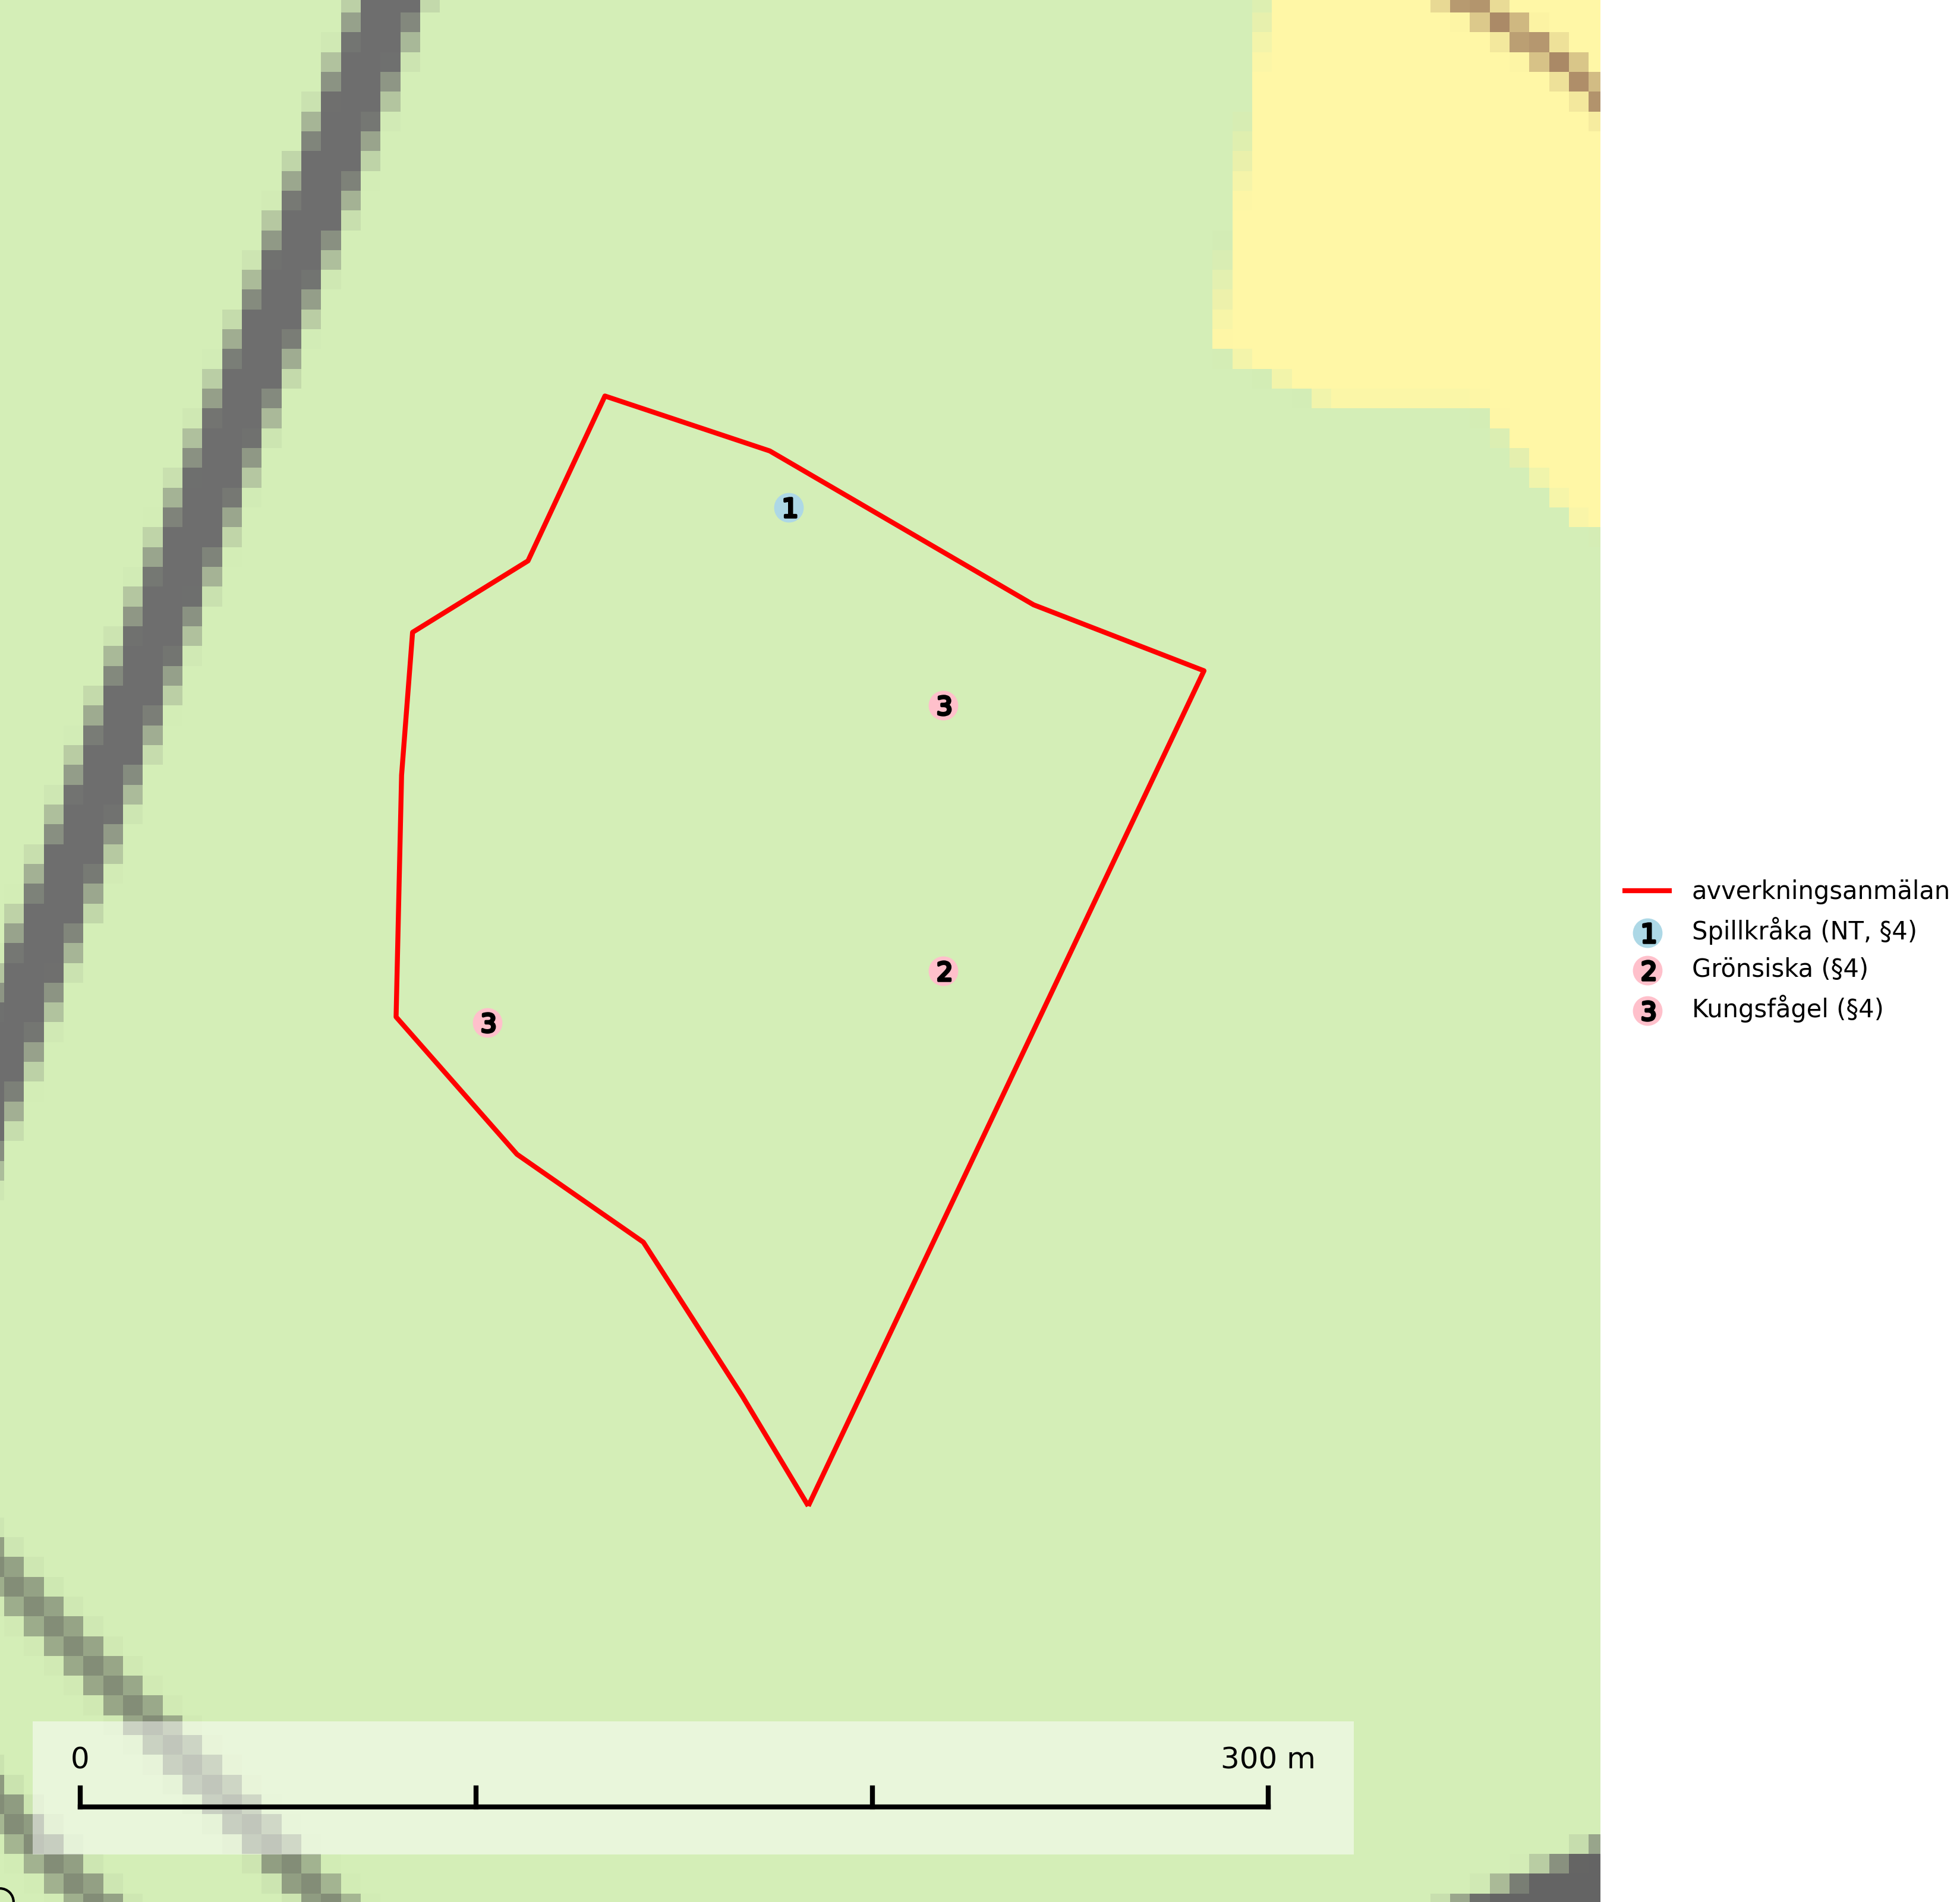 1
3
2
3
avverkningsanmälan
1 Spillkråka (NT, §4)
2 Grönsiska (§4)
3 Kungsfågel (§4)
0 300 m